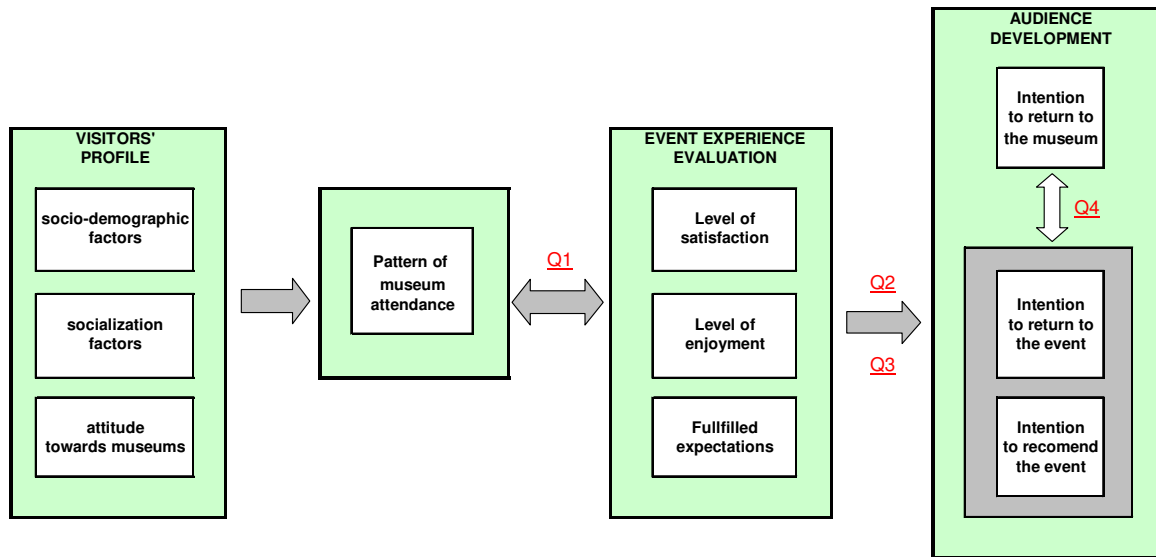 VISITORS'
PROFILE
socio-demographic
factors
socialization
factors
attitude
towards museums
Pattern of
museum
attendance
Q1
EVENT EXPERIENCE
EVALUATION
Level of
satisfaction
Level of
enjoyment
Fullfilled
expectations
Q2
Q3
AUDIENCE
DEVELOPMENT
Intention
to return to
the museum
Q4
Intention
to return to
the event
Intention
to recomend
the event